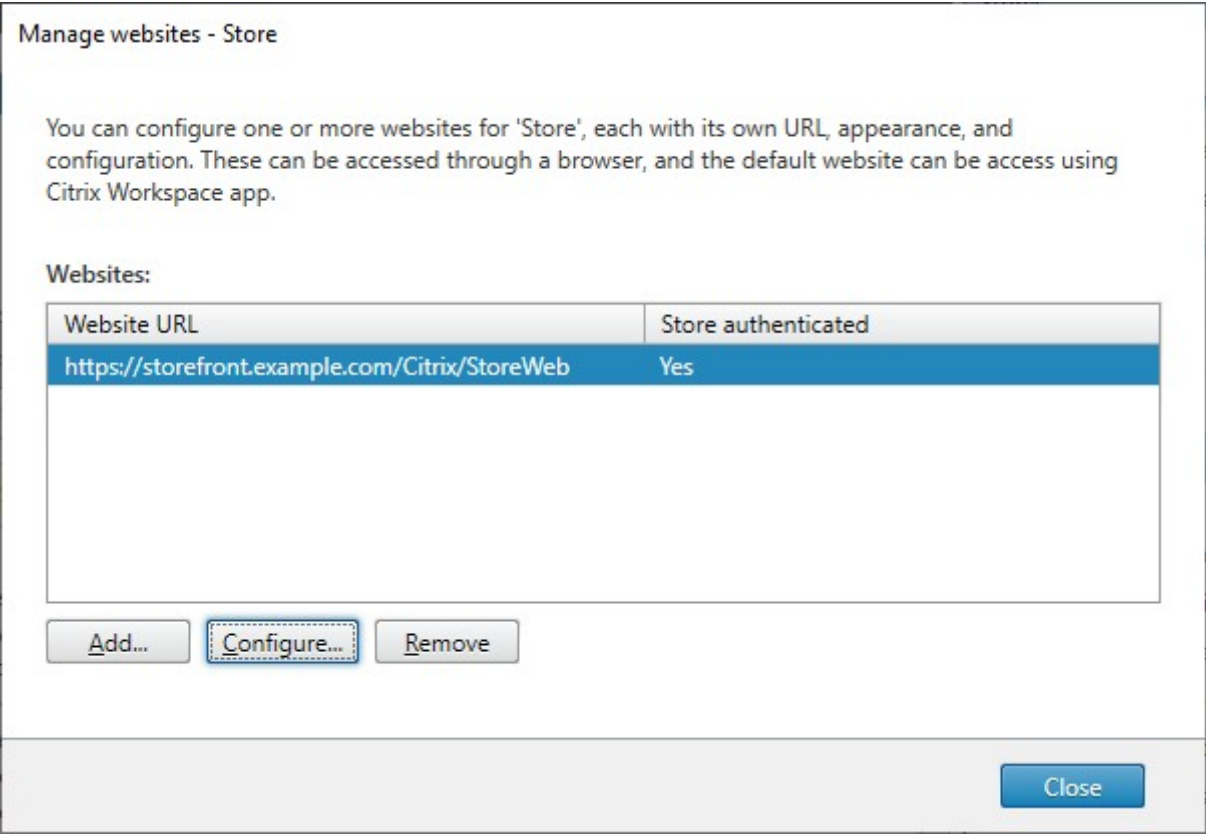 Manage websites - Store
You can configure one or more websites for 'Store', each with its own URL, appearance, and
configuration. These can be accessed through a browser, and the default website can be access using
Citrix Workspace app.
Websites:
Website URL Store authenticated
https://storefront.example.com/Citrix/StoreWeb Yes
Add... Configure... Remove
Close